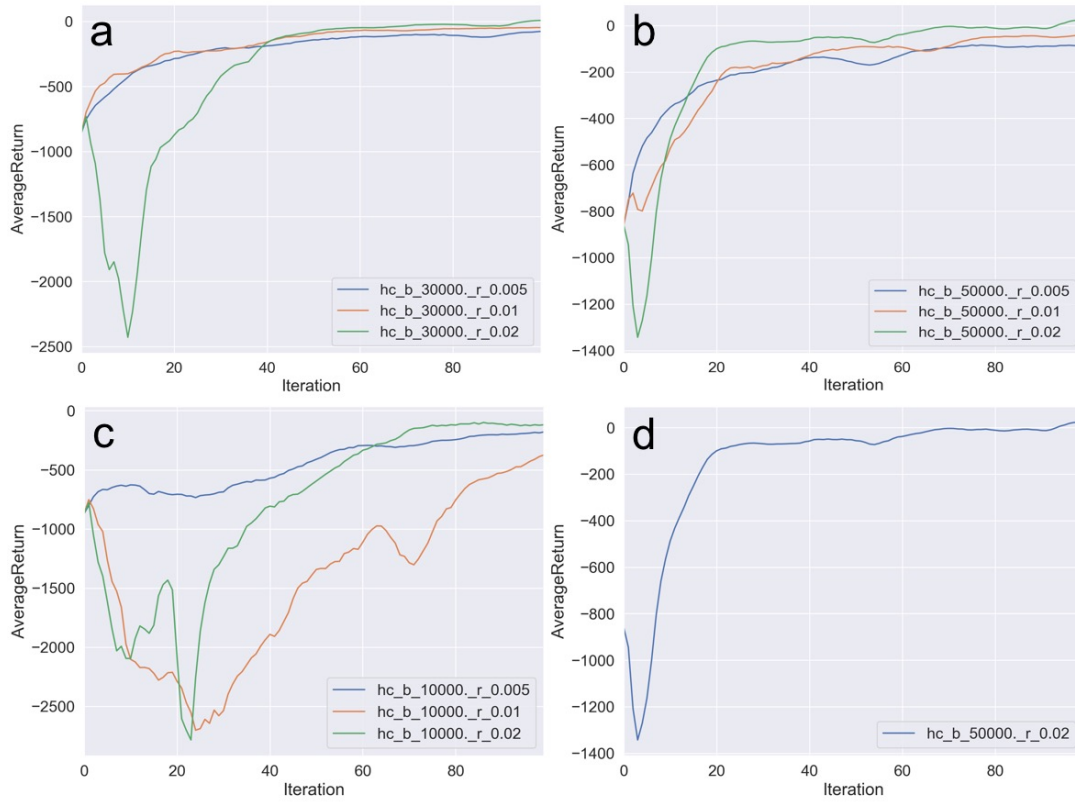 a
0
−500
−1000
−1500
−2000
−2500
AverageReturn
0 20 40 60 80
Iteration
hc_b_30000._r_0.005
hc_b_30000._r_0.01
hc_b_30000._r_0.02
b
0
−200
−400
−600
−800
−1000
−1200
−1400
AverageReturn
0 20 40 60 80
Iteration
hc_b_50000._r_0.005
hc_b_50000._r_0.01
hc_b_50000._r_0.02
c
0
−500
−1000
−1500
−2000
−2500
AverageReturn
0 20 40 60 80
Iteration
hc_b_10000._r_0.005
hc_b_10000._r_0.01
hc_b_10000._r_0.02
d
0
−200
−400
−600
−800
−1000
−1200
−1400
AverageReturn
0 20 40 60 80
Iteration
hc_b_50000._r_0.02